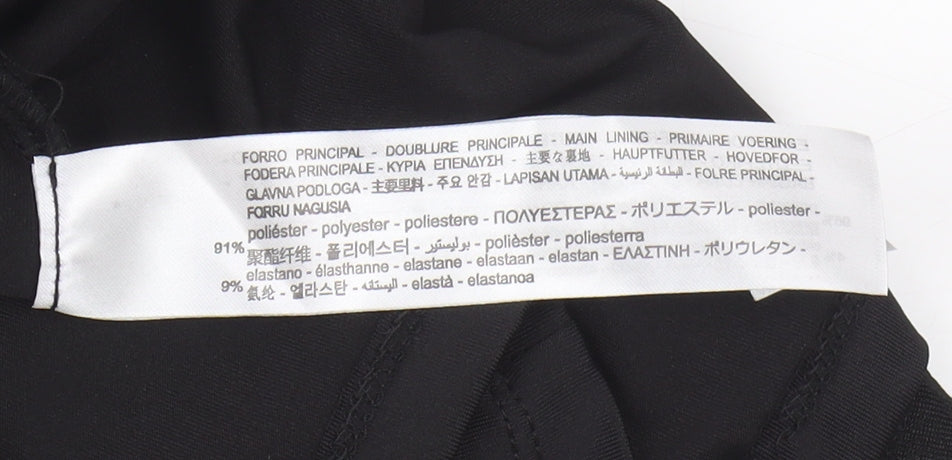 FORRO PRINCIPAL - DOUBLURE PRINCIPALE - MAIN LINING - PRIMAIRE VOERING -
FODERA PRINCIPALE - ΚΥΡΙΑ ΕΠΕΝΔΥΣΗ - 主要な裏地 - HAUPTFUTTER - HOVEDFOR -
GLAVNA PODLOGA - 主要里料 - 주요 안감 - LAPISAN UTAMA - البطانة الرئيسية - FOLRE PRINCIPAL -
FORRU NAGUSIA
poliéster - polyester - poliestere - ΠΟΛΥΕΣΤΕΡΑΣ - ポリエステル - poliester -
91% 聚酯纤维 - 폴리에스터 - بوليستور - polièster - poliesterra
elastano - élasthanne - elastane - elastaan - elastan - ΕΛΑΣΤΙΝΗ - ポリウレタン -
9% 氨纶 - 엘라스탄 - اليستانه - elastà - elastanoa